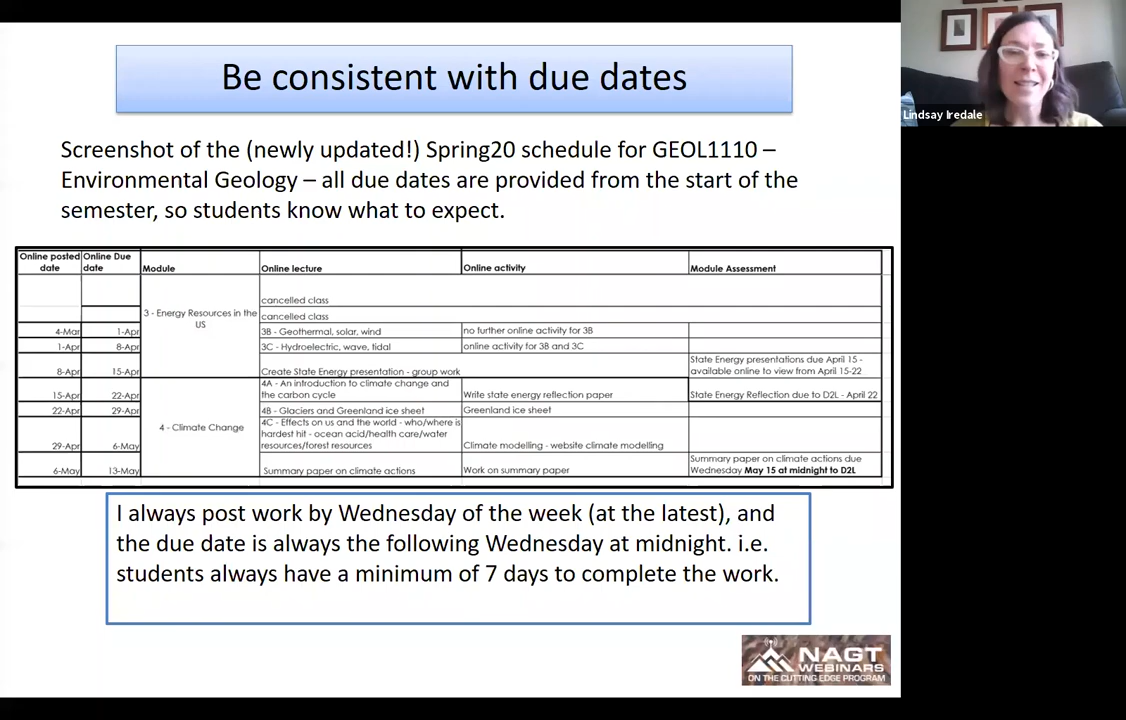 Be consistent with due dates
Lindsay Iredale
Screenshot of the (newly updated!) Spring20 schedule for GEOL1110 –
Environmental Geology – all due dates are provided from the start of the
semester, so students know what to expect.
Online posted date Online Due date Module Online lecture Online activity Module Assessment
3 - Energy Resources in the US
cancelled class
cancelled class
4-Mar 1-Apr 3B - Geothermal, solar, wind no further online activity for 3B
1-Apr 8-Apr 3C - Hydroelectric, wave, tidal online activity for 3B and 3C
8-Apr 15-Apr Create State Energy presentation - group work State Energy presentations due April 15 - available online to view from April 15-22
4 - Climate Change
15-Apr 22-Apr 4A - An introduction to climate change and the carbon cycle Write state energy reflection paper State Energy Reflection due to D2L - April 22
22-Apr 29-Apr 4B - Glaciers and Greenland ice sheet Greenland ice sheet
29-Apr 6-May 4C - Effects on us and the world - who/where is hardest hit - ocean acid/health care/water resources/forest resources Climate modelling - website climate modelling
6-May 13-May Summary paper on climate actions Work on summary paper Summary paper on climate actions due Wednesday May 15 at midnight to D2L
I always post work by Wednesday of the week (at the latest), and
the due date is always the following Wednesday at midnight. i.e.
students always have a minimum of 7 days to complete the work.
NAGT
WEBINARS
ON THE CUTTING EDGE PROGRAM